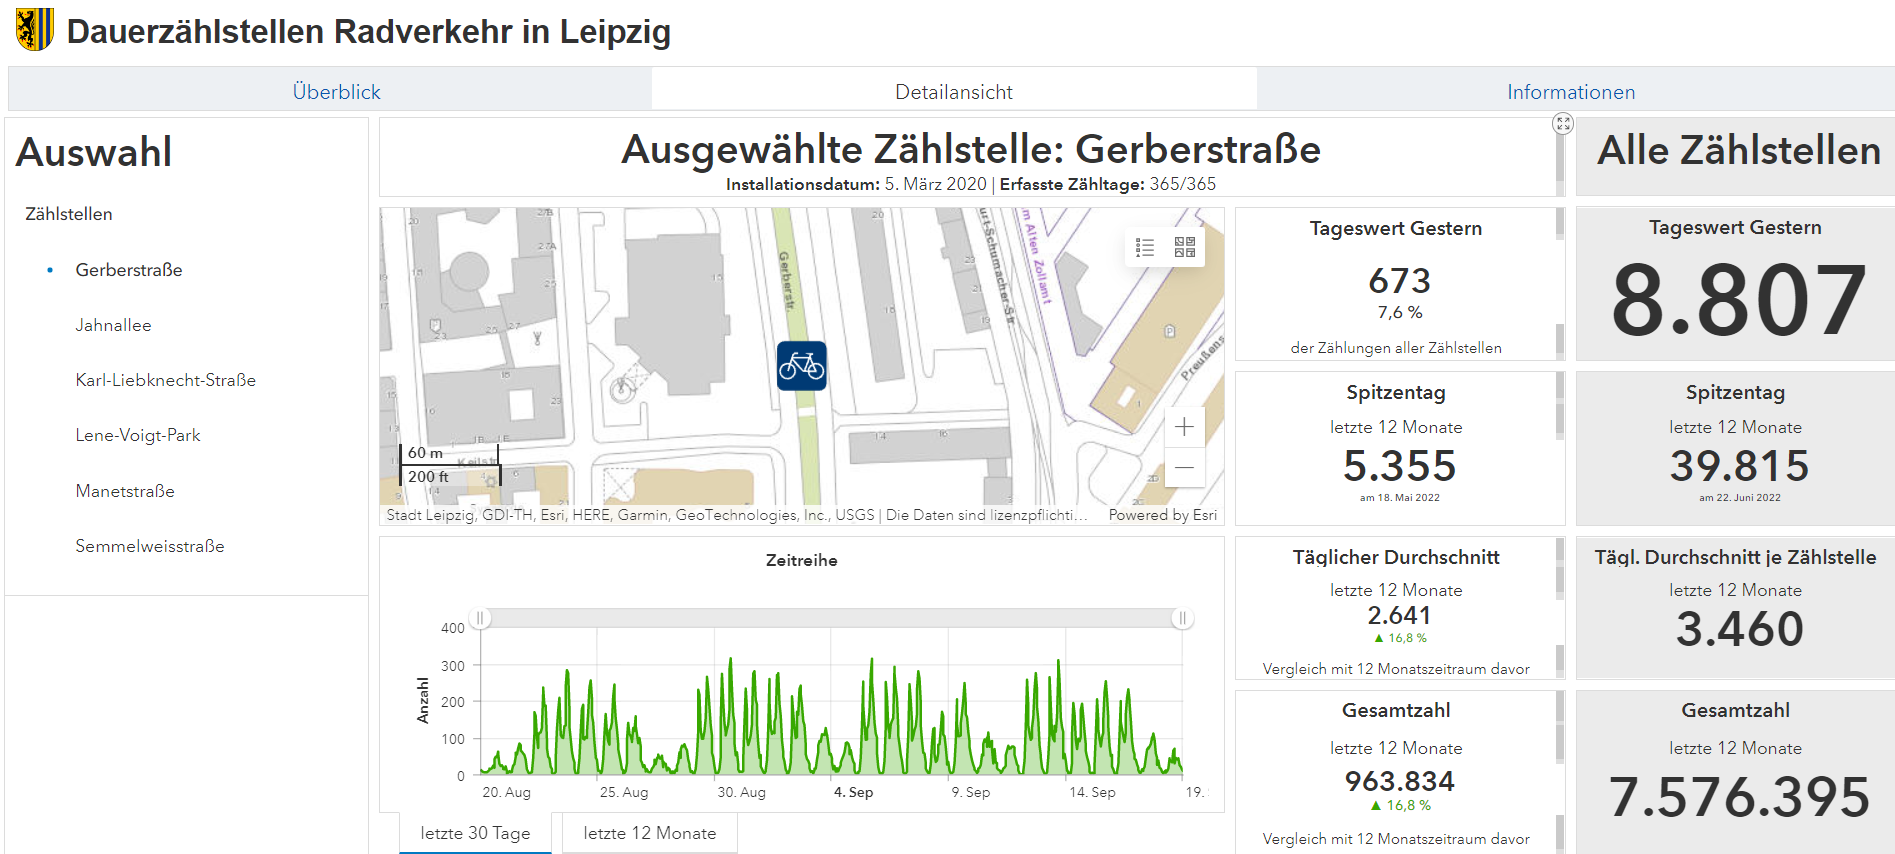 Dauerzählstellen Radverkehr in Leipzig
Überblick
Detailansicht
Informationen
Auswahl
Zählstellen
Gerberstraße
Jahnallee
Karl-Liebknecht-Straße
Lene-Voigt-Park
Manetstraße
Semmelweisstraße
Ausgewählte Zählstelle: Gerberstraße
Installationsdatum: 5. März 2020 | Erfasste Zähltage: 365/365
Gerberstr.
urt-Schumacher-Str.
m Alten Zollamt
Preußens
Keilstr
60 m
200 ft
Stadt Leipzig, GDI-TH, Esri, HERE, Garmin, GeoTechnologies, Inc., USGS | Die Daten sind lizenzpflichti...
Powered by Esri
Zeitreihe
Anzahl
400
300
200
100
0
20. Aug
25. Aug
30. Aug
4. Sep
9. Sep
14. Sep
19.
letzte 30 Tage
letzte 12 Monate
Tageswert Gestern
673
7,6 %
der Zählungen aller Zählstellen
Spitzentag
letzte 12 Monate
5.355
am 18. Mai 2022
Täglicher Durchschnitt
letzte 12 Monate
2.641
▲ 16,8 %
Vergleich mit 12 Monatszeitraum davor
Gesamtzahl
letzte 12 Monate
963.834
▲ 16,8 %
Vergleich mit 12 Monatszeitraum davor
Alle Zählstellen
Tageswert Gestern
8.807
Spitzentag
letzte 12 Monate
39.815
am 22. Juni 2022
Tägl. Durchschnitt je Zählstelle
letzte 12 Monate
3.460
Gesamtzahl
letzte 12 Monate
7.576.395